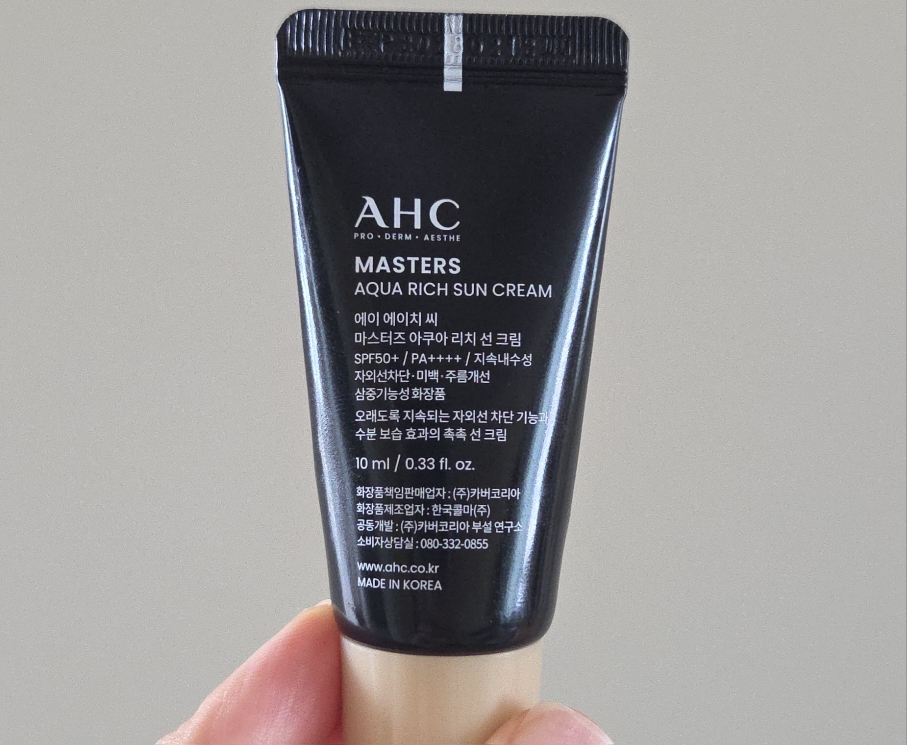 AHC
PRO · DERM · AESTHE
MASTERS
AQUA RICH SUN CREAM
에이 에이치 씨
마스터즈 아쿠아 리치 선 크림
SPF50+ / PA++++ / 지속내수성
자외선차단·미백·주름개선
삼중기능성 화장품
오래도록 지속되는 자외선 차단 기능과
수분 보습 효과의 촉촉 선 크림
10 ml / 0.33 fl. oz.
화장품책임판매업자 : (주)카버코리아
화장품제조업자 : 한국콜마(주)
공동개발 : (주)카버코리아 부설 연구소
소비자상담실 : 080-332-0855
www.ahc.co.kr
MADE IN KOREA